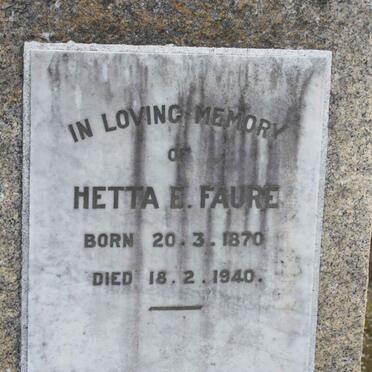 IN LOVING MEMORY
OF
HETTA E. FAURE
BORN 20.3.1870
DIED 18.2.1940.